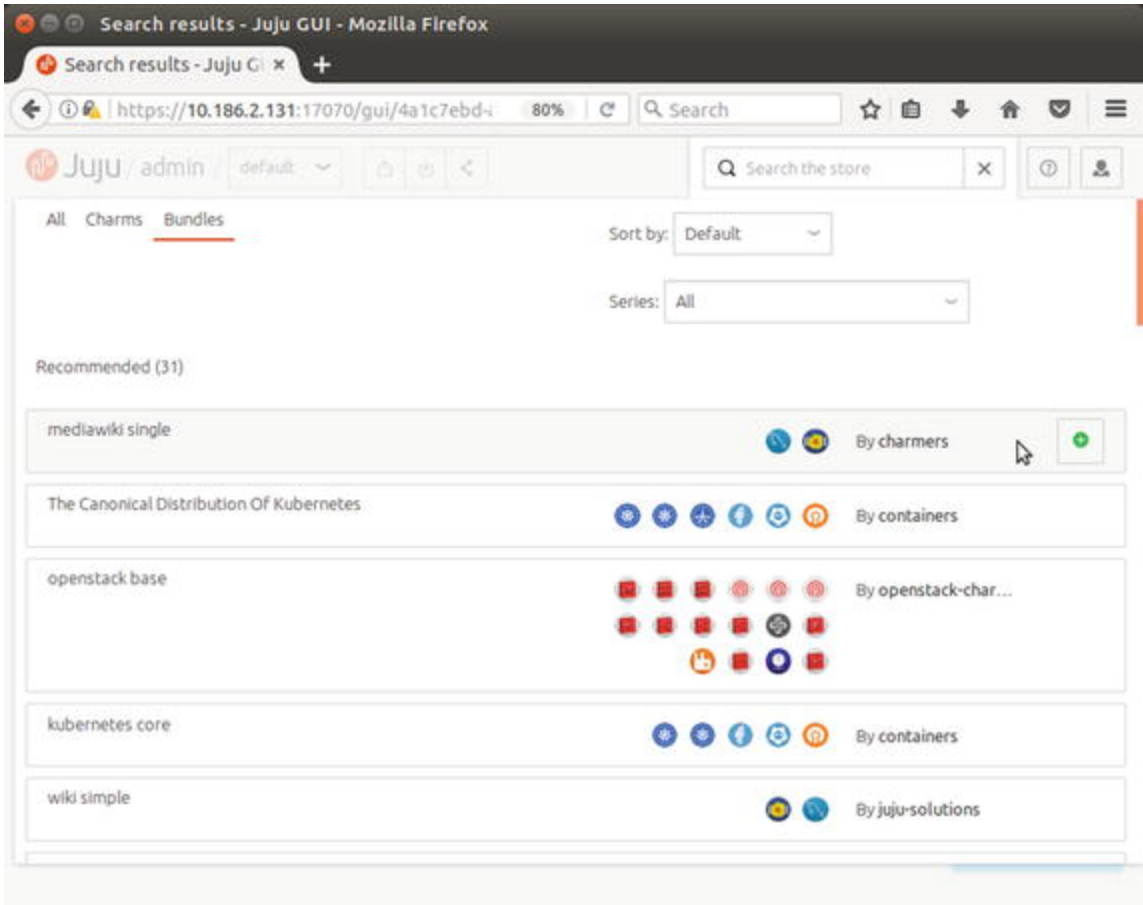 Search results - Juju GUI - Mozilla Firefox
Search results - Juju G
https://10.186.2.131:17070/gui/4a1c7ebd- 80% Search
Juju / admin / default Search the store
All Charms Bundles
Sort by: Default
Series: All
Recommended (31)
mediawiki single By charmers
The Canonical Distribution Of Kubernetes By containers
openstack base By openstack-char...
kubernetes core By containers
wiki simple By juju-solutions